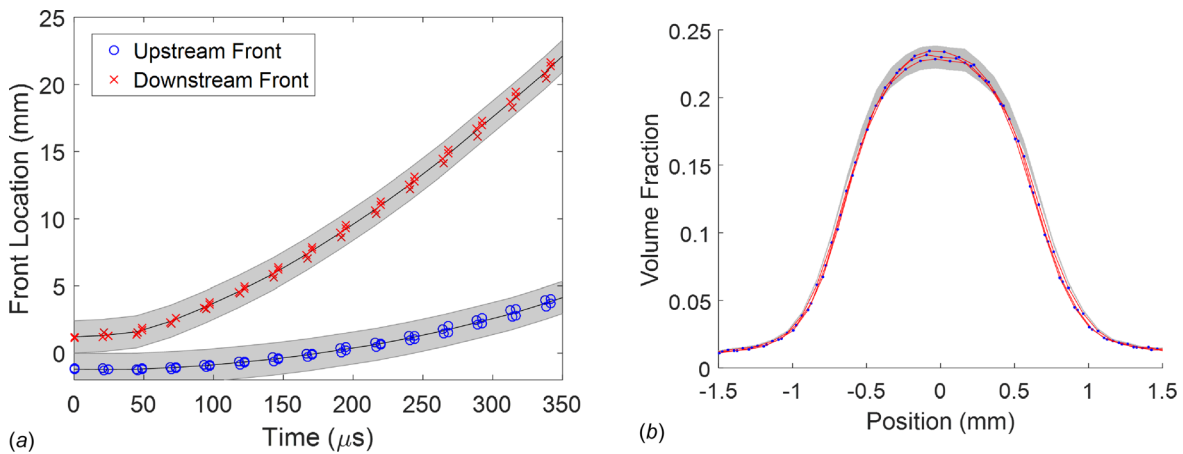 25
20
15
10
5
0
0 50 100 150 200 250 300 350
Front Location (mm)
Time (μs)
Upstream Front
Downstream Front
(a)
0.25
0.2
0.15
0.1
0.05
0
-1.5 -1 -0.5 0 0.5 1 1.5
Volume Fraction
Position (mm)
(b)